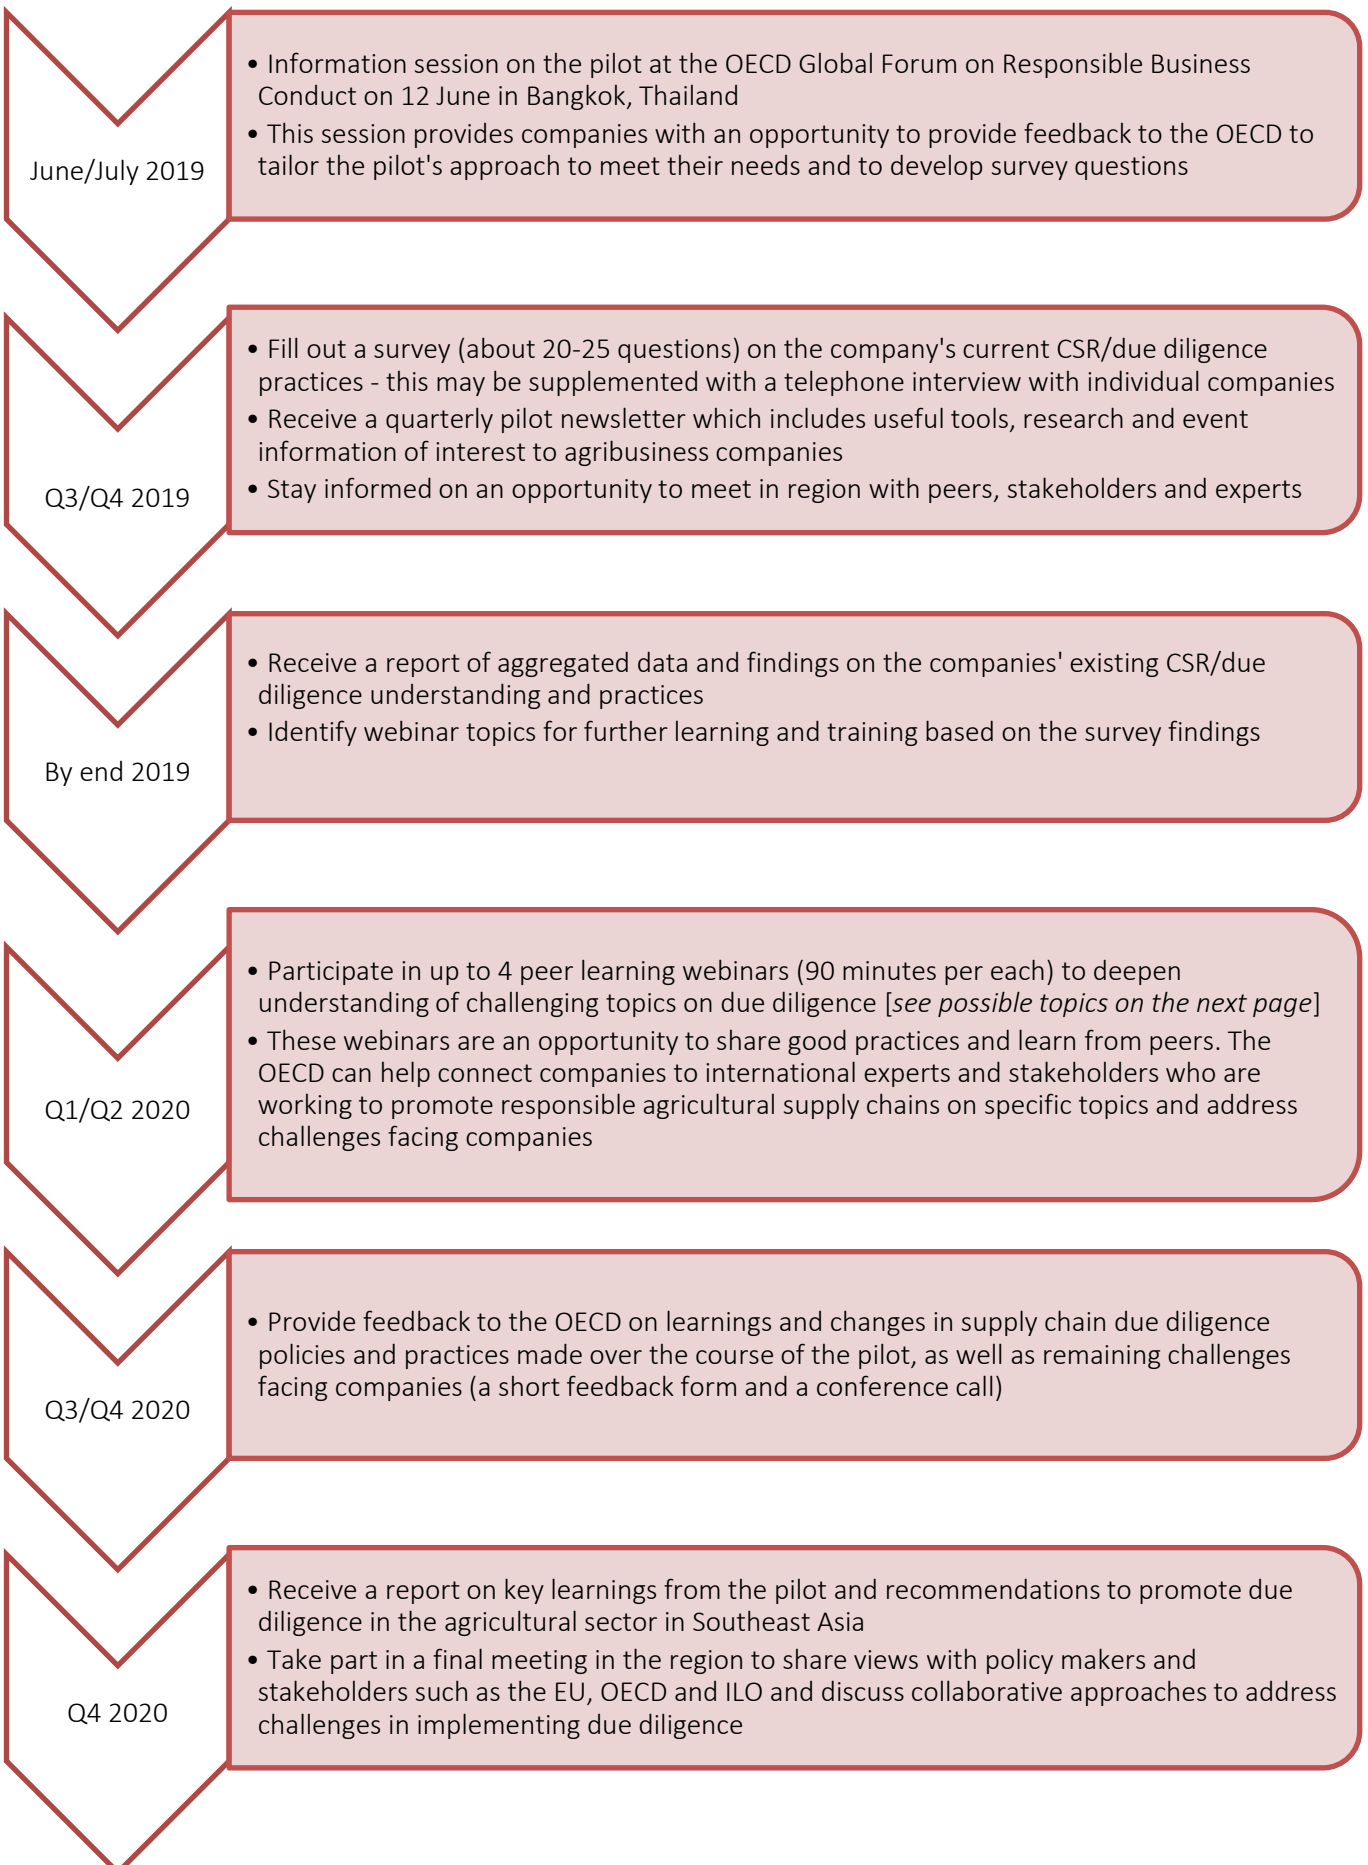 June/July 2019
• Information session on the pilot at the OECD Global Forum on Responsible Business
Conduct on 12 June in Bangkok, Thailand
• This session provides companies with an opportunity to provide feedback to the OECD to
tailor the pilot's approach to meet their needs and to develop survey questions
Q3/Q4 2019
• Fill out a survey (about 20-25 questions) on the company's current CSR/due diligence
practices - this may be supplemented with a telephone interview with individual companies
• Receive a quarterly pilot newsletter which includes useful tools, research and event
information of interest to agribusiness companies
• Stay informed on an opportunity to meet in region with peers, stakeholders and experts
By end 2019
• Receive a report of aggregated data and findings on the companies' existing CSR/due
diligence understanding and practices
• Identify webinar topics for further learning and training based on the survey findings
Q1/Q2 2020
• Participate in up to 4 peer learning webinars (90 minutes per each) to deepen
understanding of challenging topics on due diligence [see possible topics on the next page]
• These webinars are an opportunity to share good practices and learn from peers. The
OECD can help connect companies to international experts and stakeholders who are
working to promote responsible agricultural supply chains on specific topics and address
challenges facing companies
Q3/Q4 2020
• Provide feedback to the OECD on learnings and changes in supply chain due diligence
policies and practices made over the course of the pilot, as well as remaining challenges
facing companies (a short feedback form and a conference call)
Q4 2020
• Receive a report on key learnings from the pilot and recommendations to promote due
diligence in the agricultural sector in Southeast Asia
• Take part in a final meeting in the region to share views with policy makers and
stakeholders such as the EU, OECD and ILO and discuss collaborative approaches to address
challenges in implementing due diligence